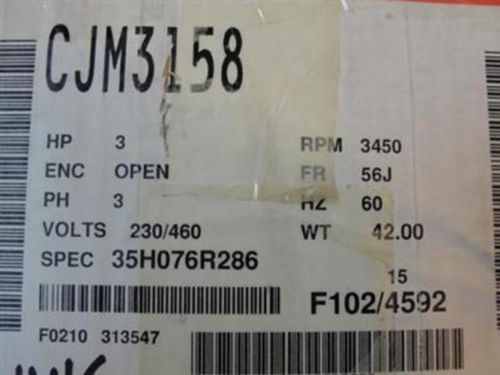 CJM3158
HP 3 RPM 3450
ENC OPEN FR 56J
PH 3 HZ 60
VOLTS 230/460 WT 42.00
SPEC 35H076R286
15
F102/4592
F0210 313547